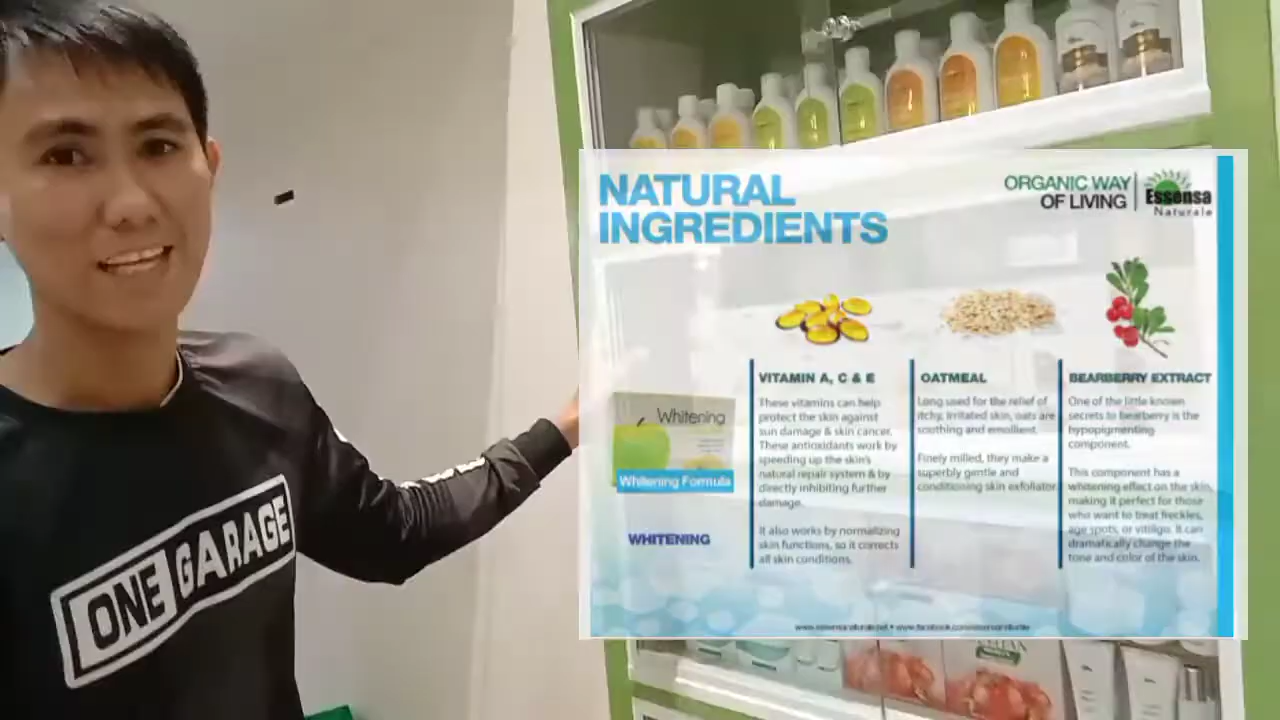 NATURAL
INGREDIENTS
ORGANIC WAY
OF LIVING
Essensa
Naturale
Whitening
Whitening Formula
WHITENING
VITAMIN A, C & E
These vitamins can help
protect the skin against
sun damage & skin cancer.
These antioxidants work by
speeding up the skin's
natural repair system & by
directly inhibiting further
damage.
It also works by normalizing
skin functions, so it corrects
all skin conditions.
OATMEAL
Long used for the relief of
itchy, irritated skin, oats are
soothing and emollient.
Finely milled, they make a
superbly gentle and
conditioning skin exfoliator
BEARBERRY EXTRACT
One of the little known
secrets to bearberry is the
hypopigmenting
component.
This component has a
whitening effect on the skin,
making it perfect for those
who want to treat freckles,
age spots, or vitiligo. It can
dramatically change the
tone and color of the skin.
ONE GARAGE